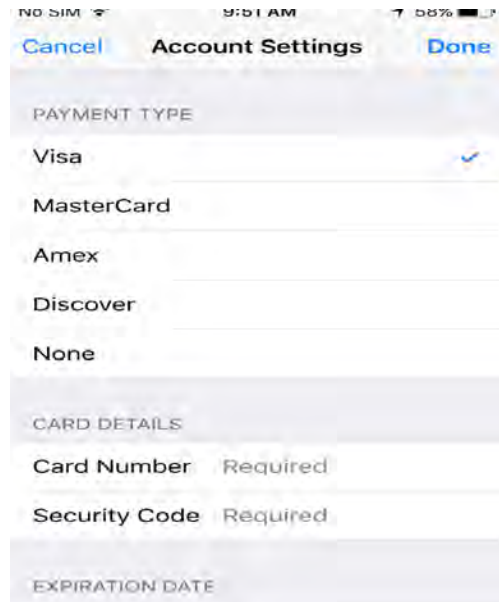 No SIM 9:51 AM 58%
Cancel Account Settings Done
PAYMENT TYPE
Visa
MasterCard
Amex
Discover
None
CARD DETAILS
Card Number Required
Security Code Required
EXPIRATION DATE